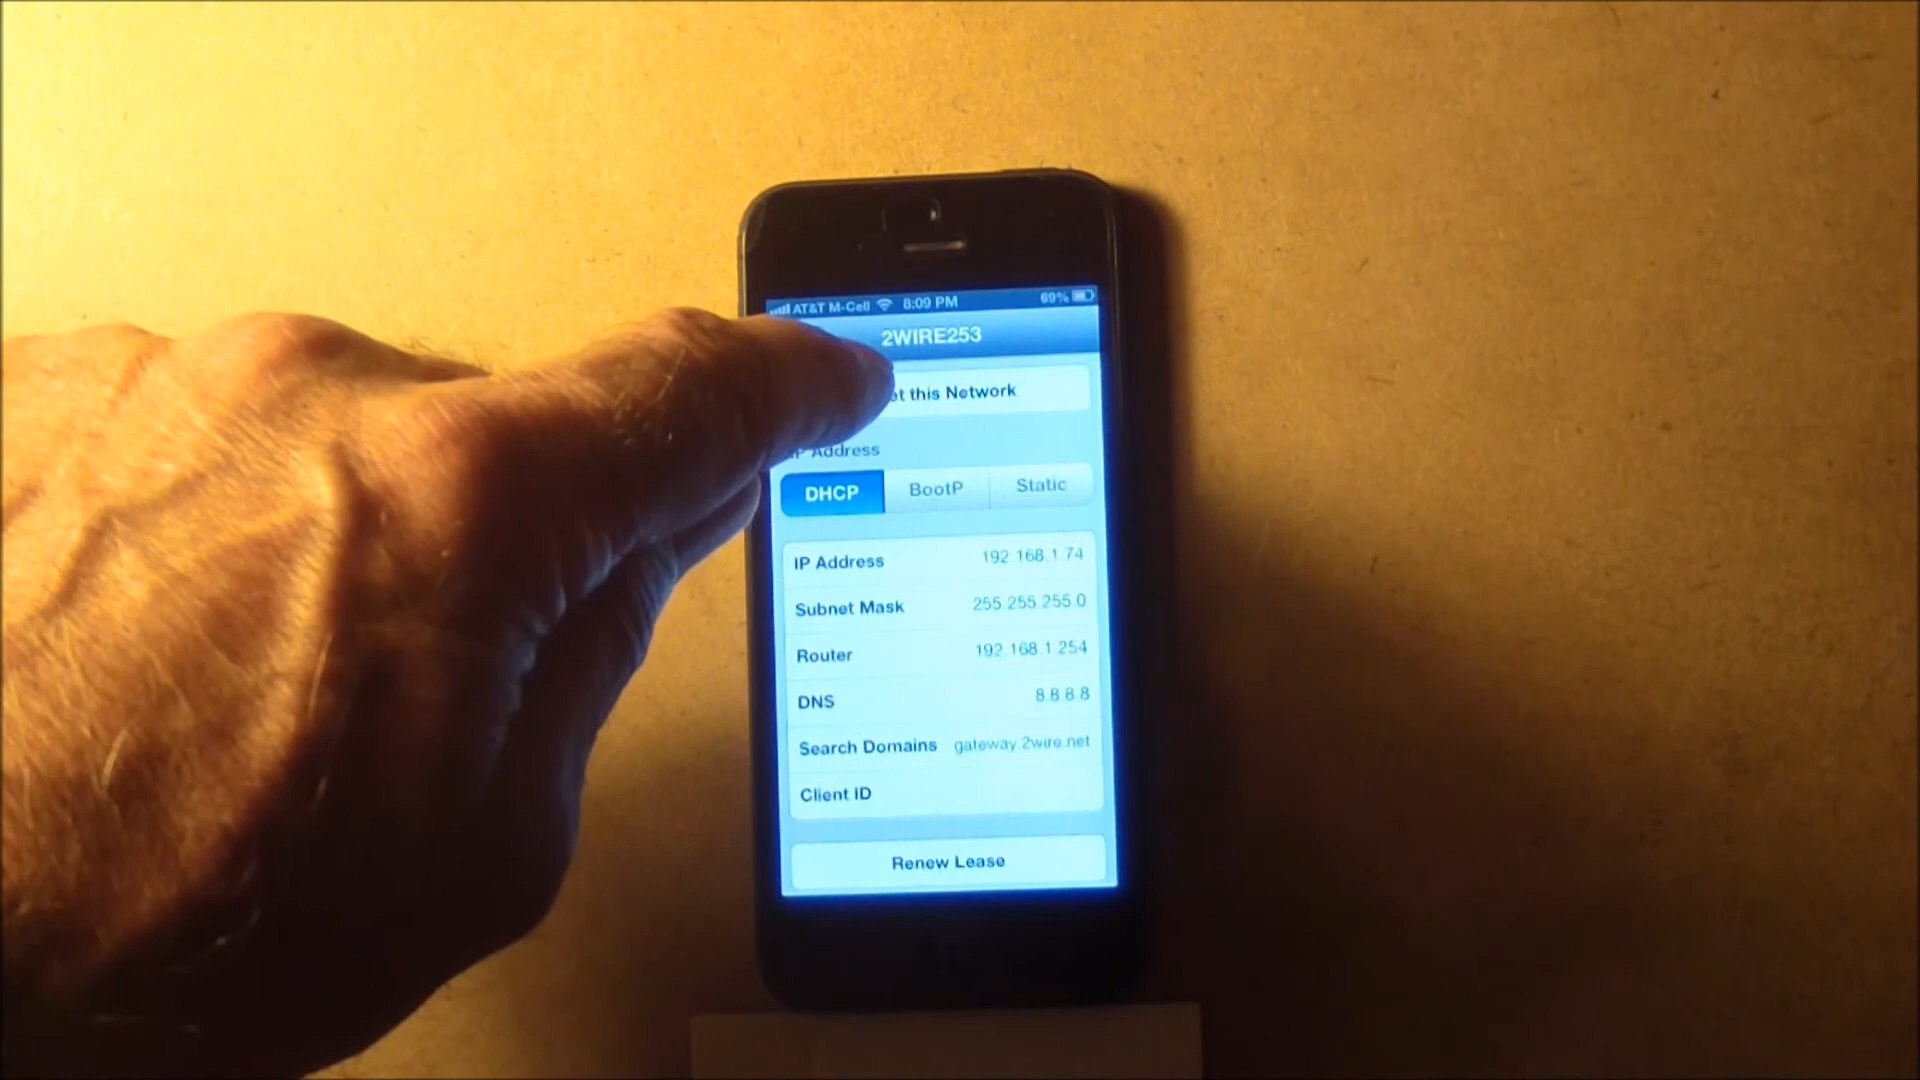 AT&T M-Cell 8:09 PM 69%
2WIRE253
this Network
IP Address
DHCP BootP Static
IP Address 192.168.1.74
Subnet Mask 255.255.255.0
Router 192.168.1.254
DNS 8.8.8.8
Search Domains gateway.2wire.net
Client ID
Renew Lease